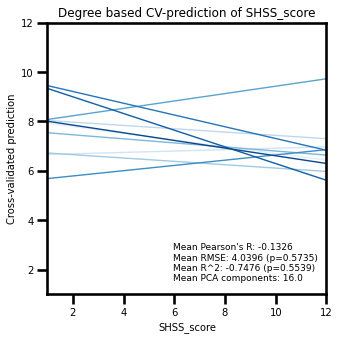 Degree based CV-prediction of SHSS_score
12
10
8
6
4
2
Cross-validated prediction
Mean Pearson's R: -0.1326
Mean RMSE: 4.0396 (p=0.5735)
Mean R^2: -0.7476 (p=0.5539)
Mean PCA components: 16.0
2 4 6 8 10 12
SHSS_score